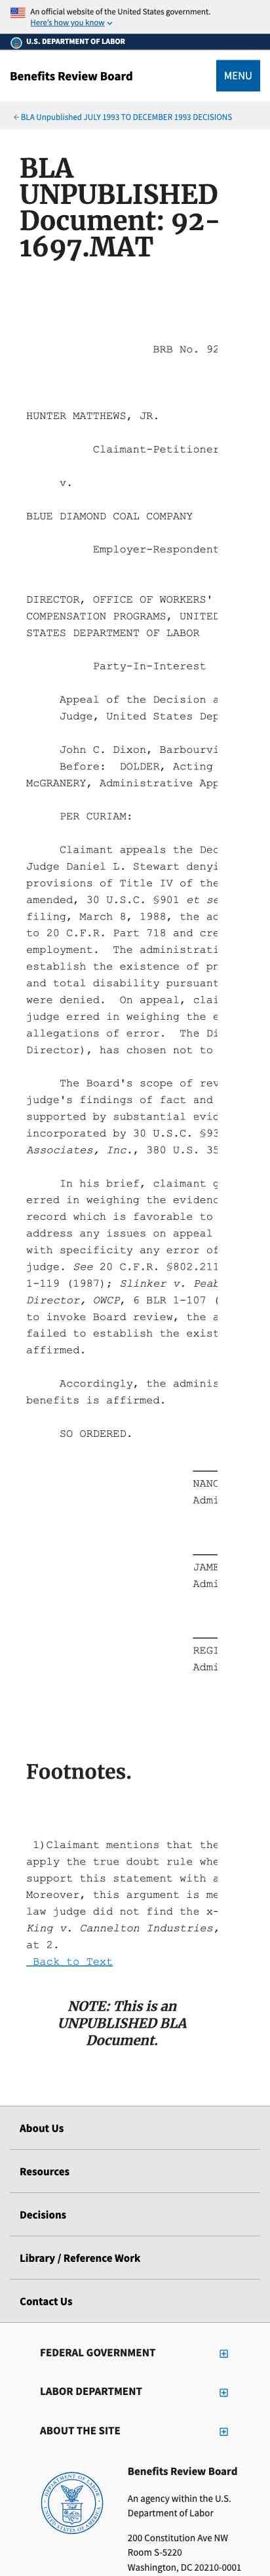 An official website of the United States government.
Here's how you know
U.S. DEPARTMENT OF LABOR
Benefits Review Board
MENU
BLA Unpublished JULY 1993 TO DECEMBER 1993 DECISIONS
BLA
UNPUBLISHED
Document: 92-
1697.MAT
BRB No. 92
HUNTER MATTHEWS, JR.
Claimant-Petitioner
v.
BLUE DIAMOND COAL COMPANY
Employer-Respondent
DIRECTOR, OFFICE OF WORKERS'
COMPENSATION PROGRAMS, UNITED
STATES DEPARTMENT OF LABOR
Party-In-Interest
Appeal of the Decision a
Judge, United States Dep
John C. Dixon, Barbourvi
Before: DOLDER, Acting
McGRANERY, Administrative App
PER CURIAM:
Claimant appeals the Dec
Judge Daniel L. Stewart denyi
provisions of Title IV of the
amended, 30 U.S.C. §901 et se
filing, March 8, 1988, the ad
to 20 C.F.R. Part 718 and cre
employment. The administrati
establish the existence of pn
and total disability pursuant
were denied. On appeal, clai
judge erred in weighing the e
allegations of error. The Di
Director), has chosen not to
The Board's scope of rev
judge's findings of fact and
supported by substantial evic
incorporated by 30 U.S.C. §93
Associates, Inc., 380 U.S. 35
In his brief, claimant g
erred in weighing the evidenc
record which is favorable to
address any issues on appeal
with specificity any error of
judge. See 20 C.F.R. §802.211
1-119 (1987); Slinker v. Peab
Director, OWCP, 6 BLR 1-107 (
to invoke Board review, the a
failed to establish the exist
affirmed.
Accordingly, the adminis
benefits is affirmed.
SO ORDERED.
NANC
Admi
JAME
Admi
REGI
Admi
Footnotes.
1)Claimant mentions that the
apply the true doubt rule whe
support this statement with a
Moreover, this argument is me
law judge did not find the x-
King v. Cannelton Industries,
at 2.
Back to Text
NOTE: This is an
UNPUBLISHED BLA
Document.
About Us
Resources
Decisions
Library / Reference Work
Contact Us
FEDERAL GOVERNMENT
LABOR DEPARTMENT
ABOUT THE SITE
DEPARTMENT OF LABOR
UNITED STATES OF AMERICA
Benefits Review Board
An agency within the U.S.
Department of Labor
200 Constitution Ave NW
Room S-5220
Washington, DC 20210-0001